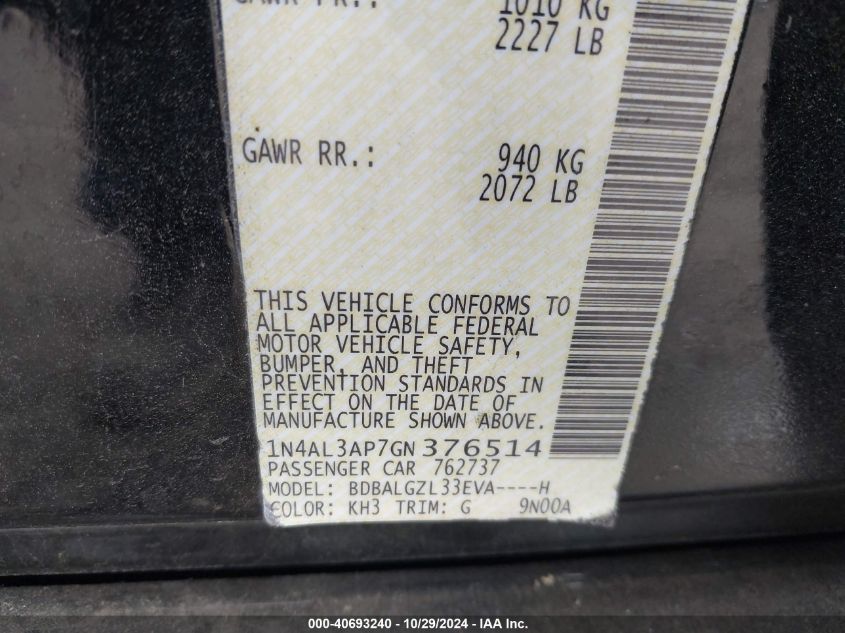 GAWR FR.: 1010 KG
2227 LB
GAWR RR.: 940 KG
2072 LB
THIS VEHICLE CONFORMS TO
ALL APPLICABLE FEDERAL
MOTOR VEHICLE SAFETY,
BUMPER, AND THEFT
PREVENTION STANDARDS IN
EFFECT ON THE DATE OF
MANUFACTURE SHOWN ABOVE.
1N4AL3AP7GN376514
PASSENGER CAR 762737
MODEL: BDBALGZL33EVA----H
COLOR: KH3 TRIM: G 9N00A
000-40693240 - 10/29/2024 - IAA Inc.